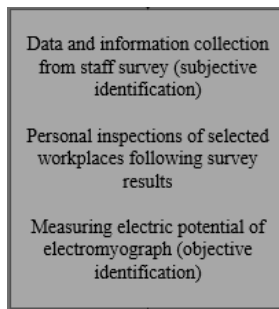 Data and information collection
from staff survey (subjective
identification)
Personal inspections of selected
workplaces following survey
results
Measuring electric potential of
electromyograph (objective
identification)